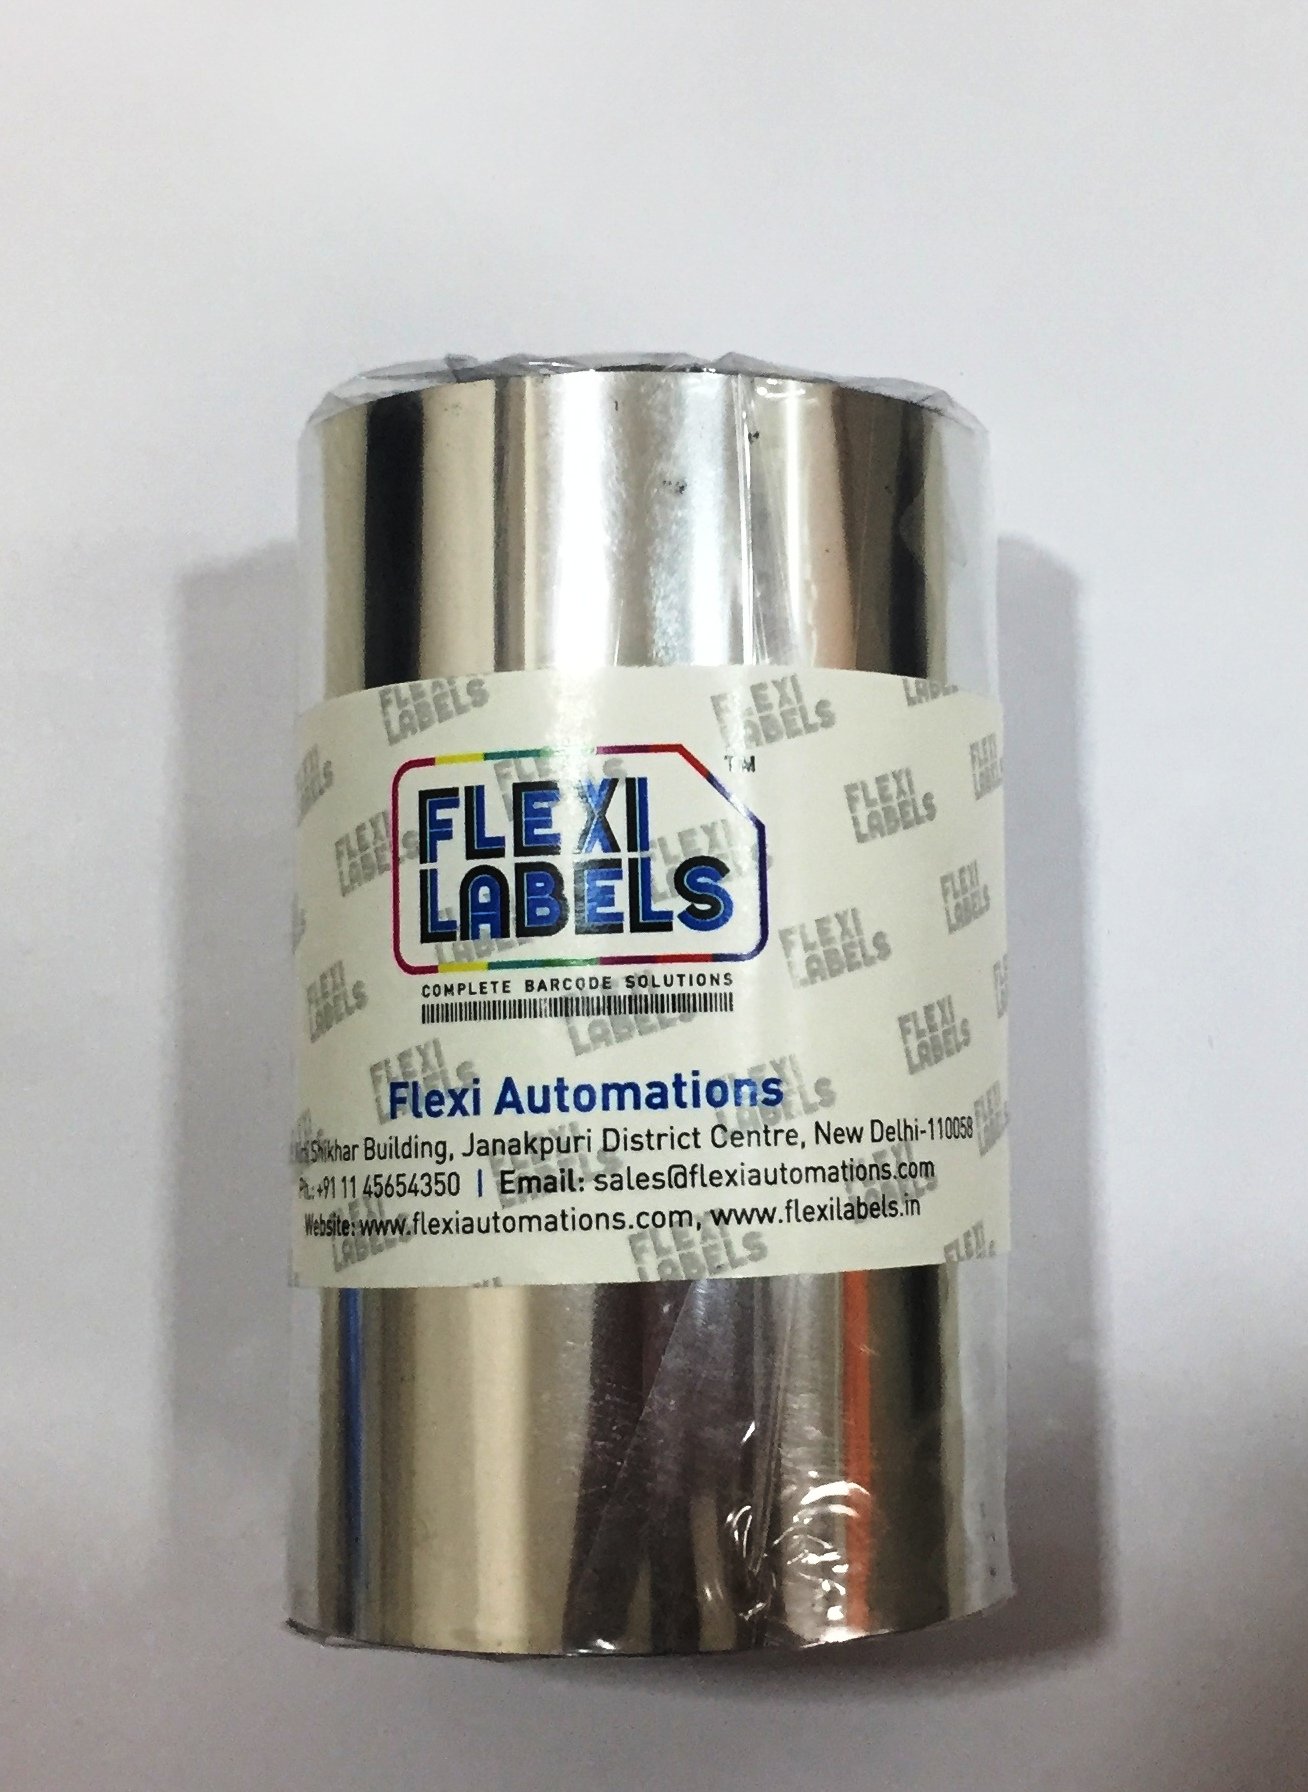 FLEXI
LABELS
TM
COMPLETE BARCODE SOLUTIONS
Flexi Automations
Shikhar Building, Janakpuri District Centre, New Delhi-110058
Ph.: +91 11 45654350 | Email: sales@flexiautomations.com
Website: www.flexiautomations.com, www.flexilabels.in